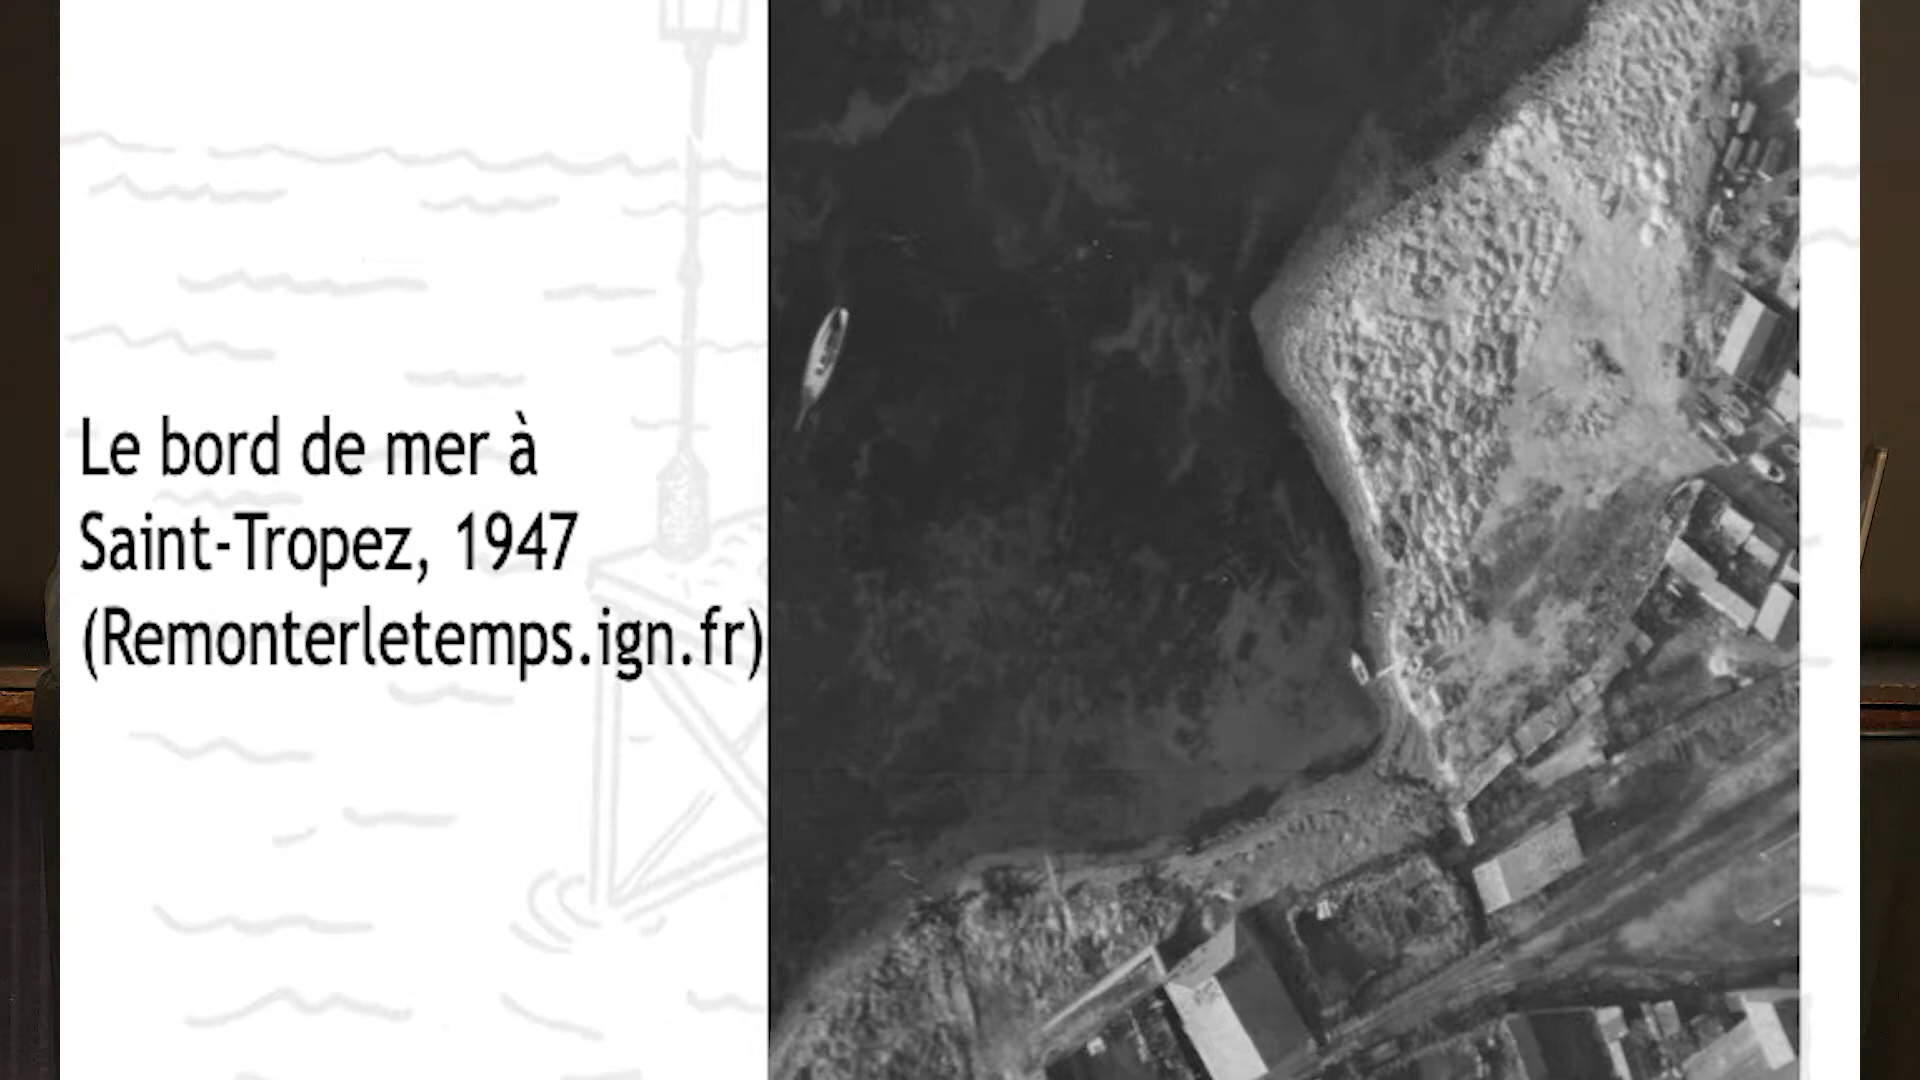 Le bord de mer à
Saint-Tropez, 1947
(Remonterletemps.ign.fr)